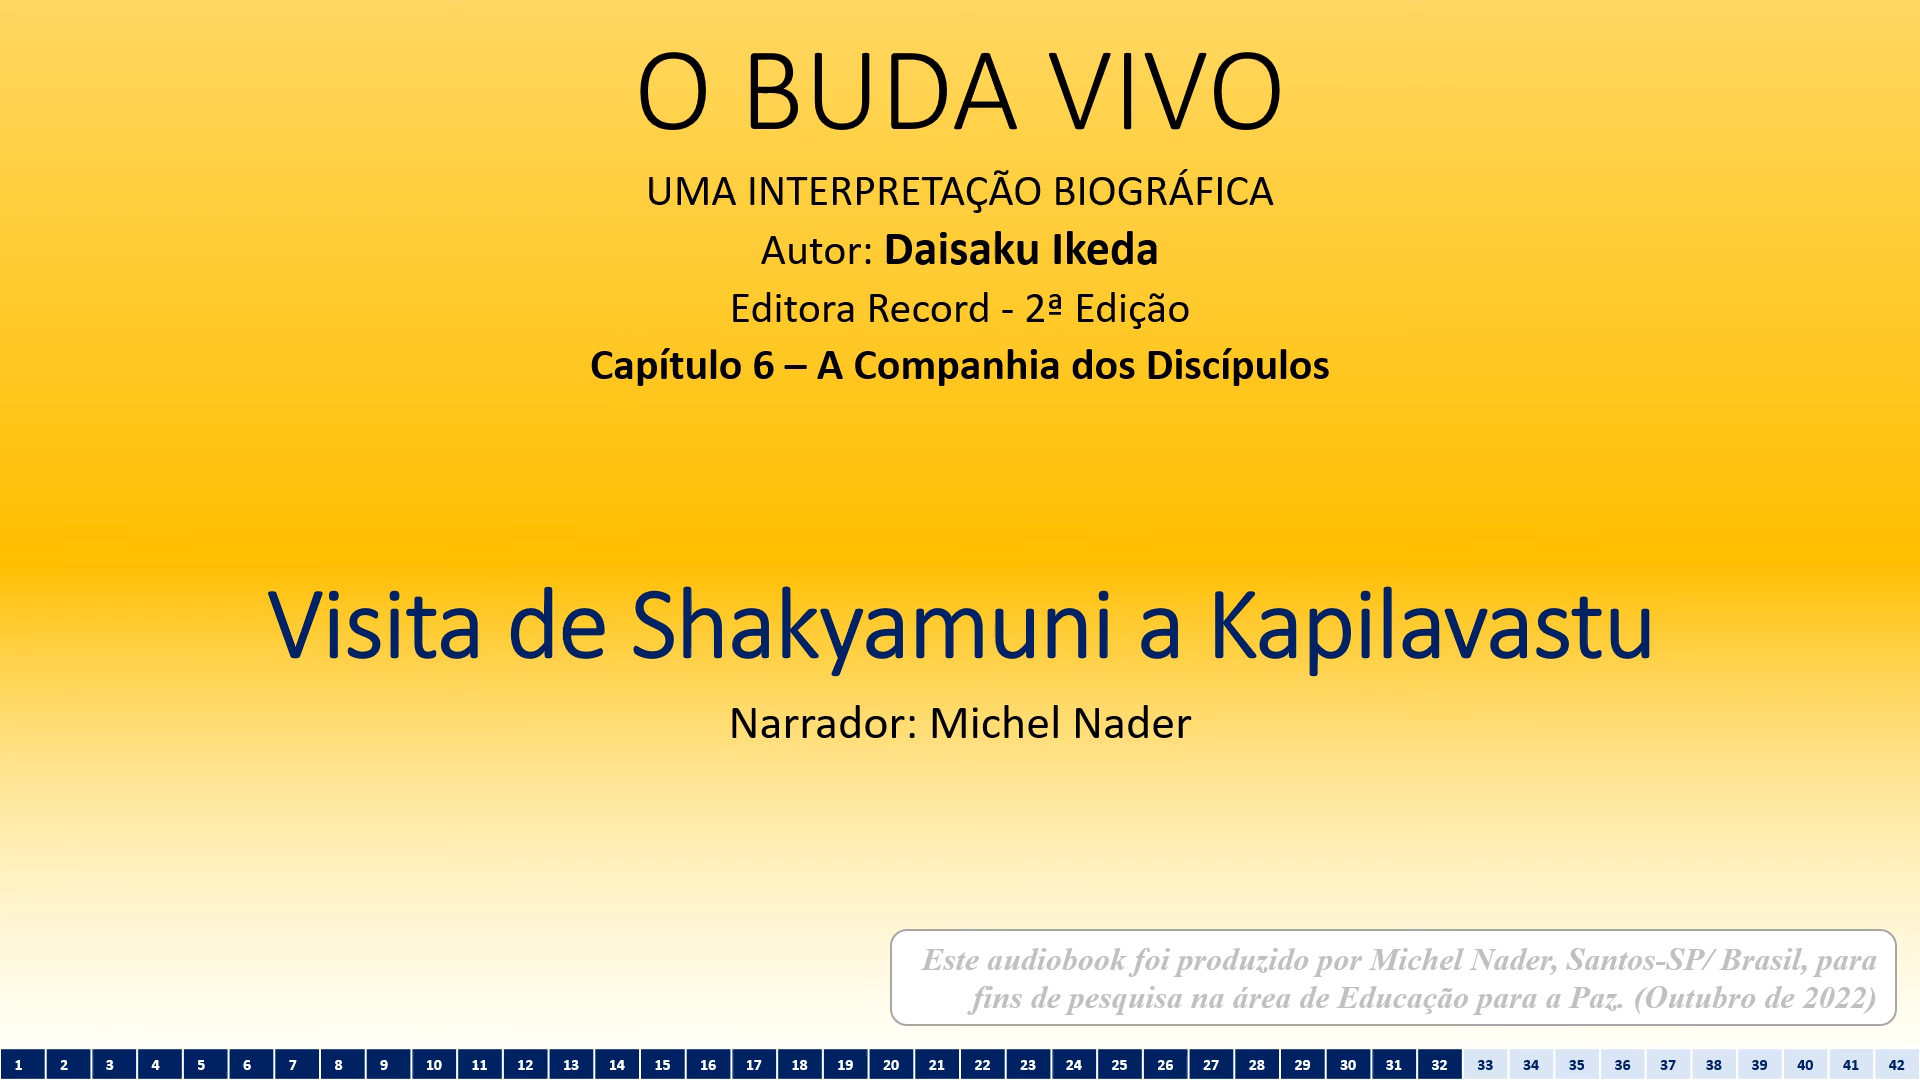 O BUDA VIVO
UMA INTERPRETAÇÃO BIOGRÁFICA
Autor: Daisaku Ikeda
Editora Record - 2ª Edição
Capítulo 6 – A Companhia dos Discípulos
Visita de Shakyamuni a Kapilavastu
Narrador: Michel Nader
Este audiobook foi produzido por Michel Nader, Santos-SP/ Brasil, para
fins de pesquisa na área de Educação para a Paz. (Outubro de 2022)
1 2 3 4 5 6 7 8 9 10 11 12 13 14 15 16 17 18 19 20 21 22 23 24 25 26 27 28 29 30 31 32 33 34 35 36 37 38 39 40 41 42